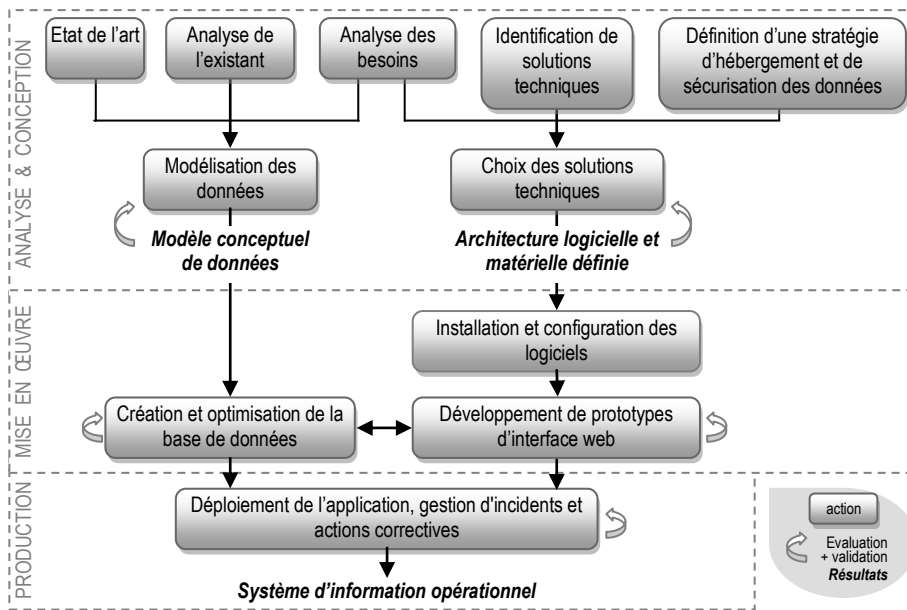 ANALYSE & CONCEPTION
Etat de l’art
Analyse de
l’existant
Analyse des
besoins
Identification de
solutions
techniques
Définition d’une stratégie
d’hébergement et de
sécurisation des données
Modélisation des
données
Choix des solutions
techniques
Modèle conceptuel
de données
Architecture logicielle et
matérielle définie
MISE EN ŒUVRE
Installation et configuration des
logiciels
Création et optimisation de la
base de données
Développement de prototypes
d’interface web
PRODUCTION
Déploiement de l’application, gestion d'incidents et
actions correctives
Système d’information opérationnel
action
Evaluation
+ validation
Résultats